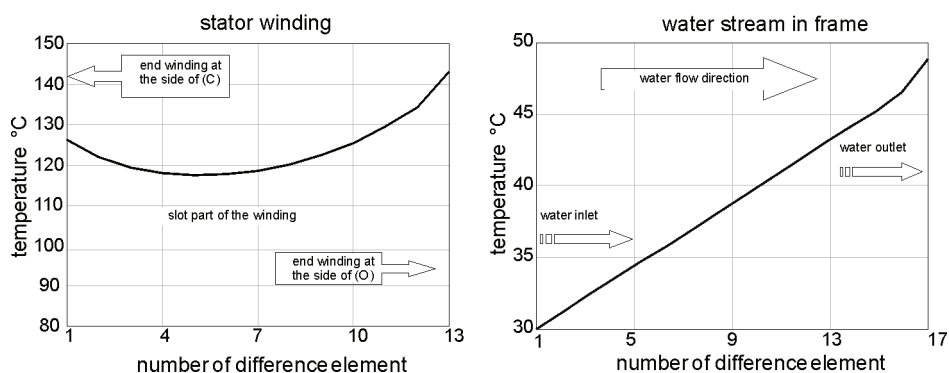 stator winding
150
140
130
120
110
100
90
80
temperature °C
end winding at
the side of (C)
slot part of the winding
end winding at
the side of (O)
1
4
7
10
13
number of difference element
water stream in frame
50
45
40
35
30
temperature °C
water flow direction
water outlet
water inlet
1
5
9
13
17
number of difference element